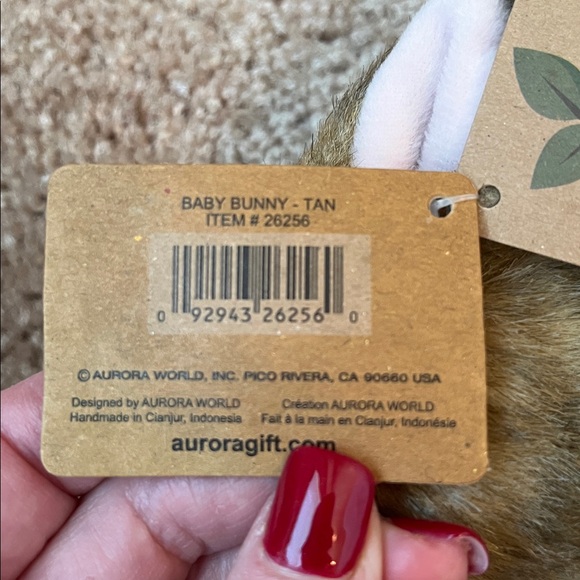 BABY BUNNY - TAN
ITEM # 26256
0 92943 26256 0
© AURORA WORLD, INC. PICO RIVERA, CA 90660 USA
Designed by AURORA WORLD Création AURORA WORLD
Handmade in Cianjur, Indonesia Fait à la main en Cianjur, Indonésie
auroragift.com